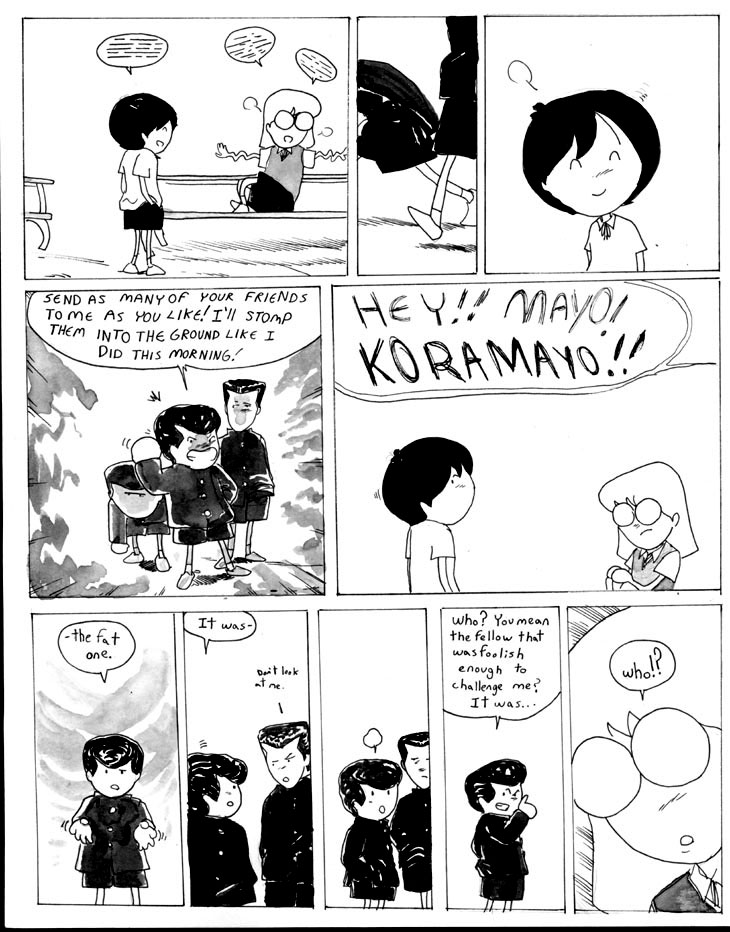 HEY!! MAYO!
KORAMAYO!!
SEND AS MANY OF YOUR FRIENDS
TO ME AS YOU LIKE! I'LL STOMP
THEM INTO THE GROUND LIKE I
DID THIS MORNING!
who!?
Who? You mean
the fellow that
was foolish
enough to
challenge me?
It was...
It was-
Don't look
at me.
-the fat
one.